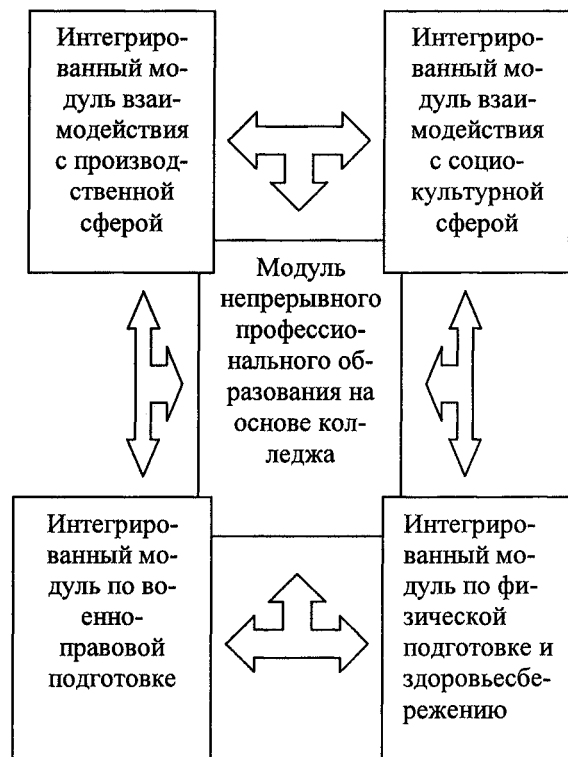 Интегриро-
ванный мо-
дуль взаи-
модействия
с производ-
ственной
сферой
Интегриро-
ванный мо-
дуль взаи-
модействия
с социо-
культурной
сферой
Модуль
непрерывного
профессио-
нального об-
разования на
основе кол-
леджа
Интегриро-
ванный мо-
дуль по во-
енно-
правовой
подготовке
Интегриро-
ванный мо-
дуль по фи-
зической
подготовке и
здоровьесбе-
режению